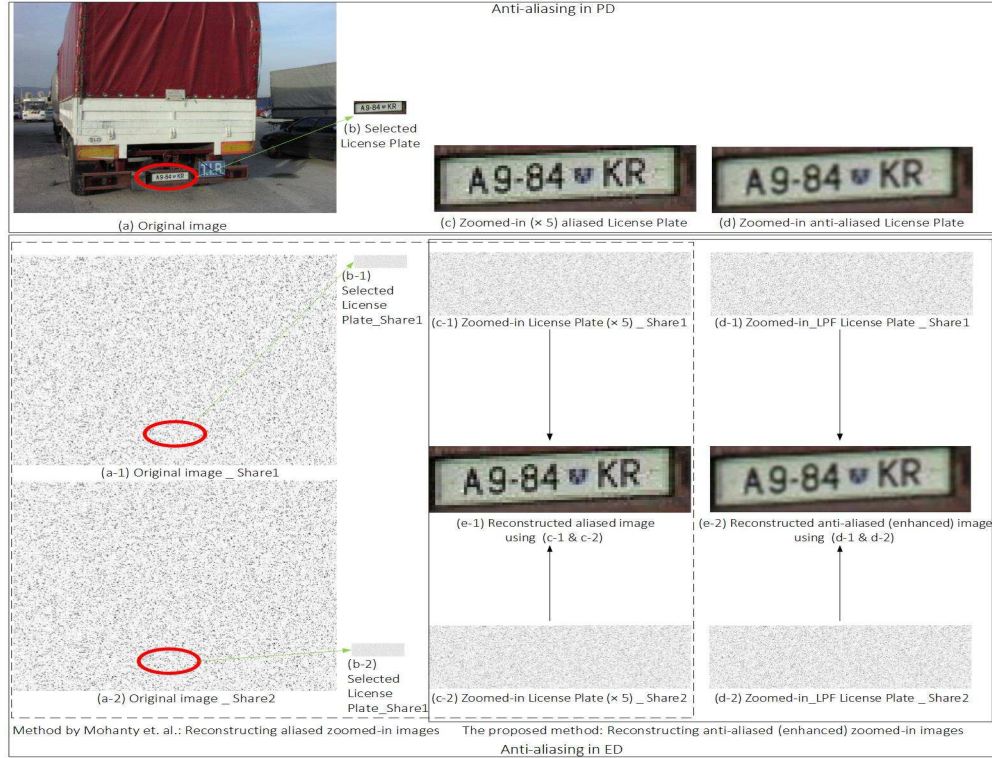 Anti-aliasing in PD
A9-84 KR
(b) Selected
License Plate
A9-84 KR
TIR
A9-84 KR
A9-84 KR
(a) Original image
(c) Zoomed-in (× 5) aliased License Plate
(d) Zoomed-in anti-aliased License Plate
(b-1)
Selected
License
Plate_Share1
(c-1) Zoomed-in License Plate (× 5) _ Share1
(d-1) Zoomed-in_LPF License Plate _ Share1
(a-1) Original image _ Share1
A9-84 KR
A9-84 KR
(e-1) Reconstructed aliased image
using (c-1 & c-2)
(e-2) Reconstructed anti-aliased (enhanced) image
using (d-1 & d-2)
(b-2)
Selected
License
Plate_Share1
(a-2) Original image _ Share2
(c-2) Zoomed-in License Plate (× 5) _ Share2
(d-2) Zoomed-in_LPF License Plate _ Share2
Method by Mohanty et. al.: Reconstructing aliased zoomed-in images
The proposed method: Reconstructing anti-aliased (enhanced) zoomed-in images
Anti-aliasing in ED